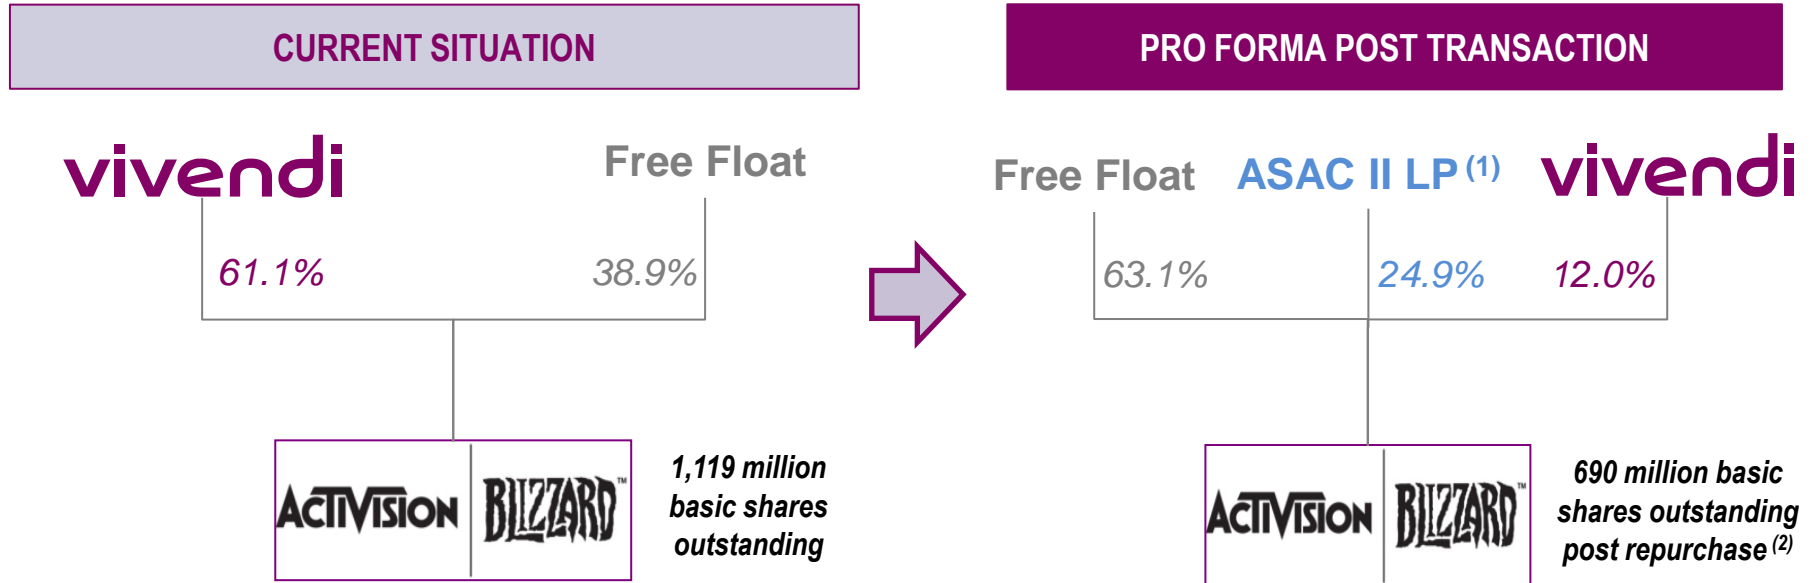 CURRENT SITUATION
vivendi
Free Float
61.1%
38.9%
ACTIVISION BLIZZARD™
1,119 million
basic shares
outstanding
PRO FORMA POST TRANSACTION
Free Float
ASAC II LP (1)
vivendi
63.1%
24.9%
12.0%
ACTIVISION BLIZZARD™
690 million basic
shares outstanding
post repurchase (2)